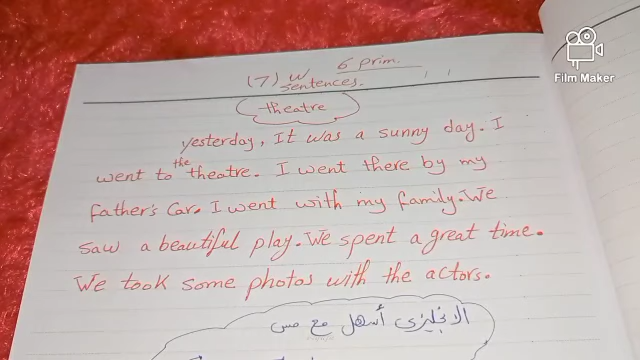 6 prim.
(7) W
sentences.
theatre
yesterday, It was a sunny day. I
went to the theatre. I went there by my
father's car. I went with my family. We
saw a beautiful play. We spent a great time.
We took some photos with the actors.
الانجليزى أسهل مع مس
Film Maker